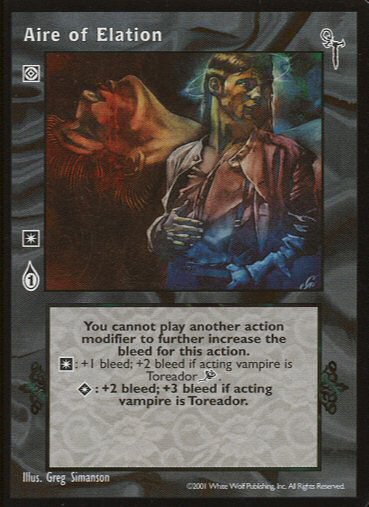 Aire of Elation
1
You cannot play another action
modifier to further increase the
bleed for this action.
: +1 bleed; +2 bleed if acting vampire is
Toreador .
: +2 bleed; +3 bleed if acting
vampire is Toreador.
Illus. Greg Simanson
©2001 White Wolf Publishing, Inc. All Rights Reserved.